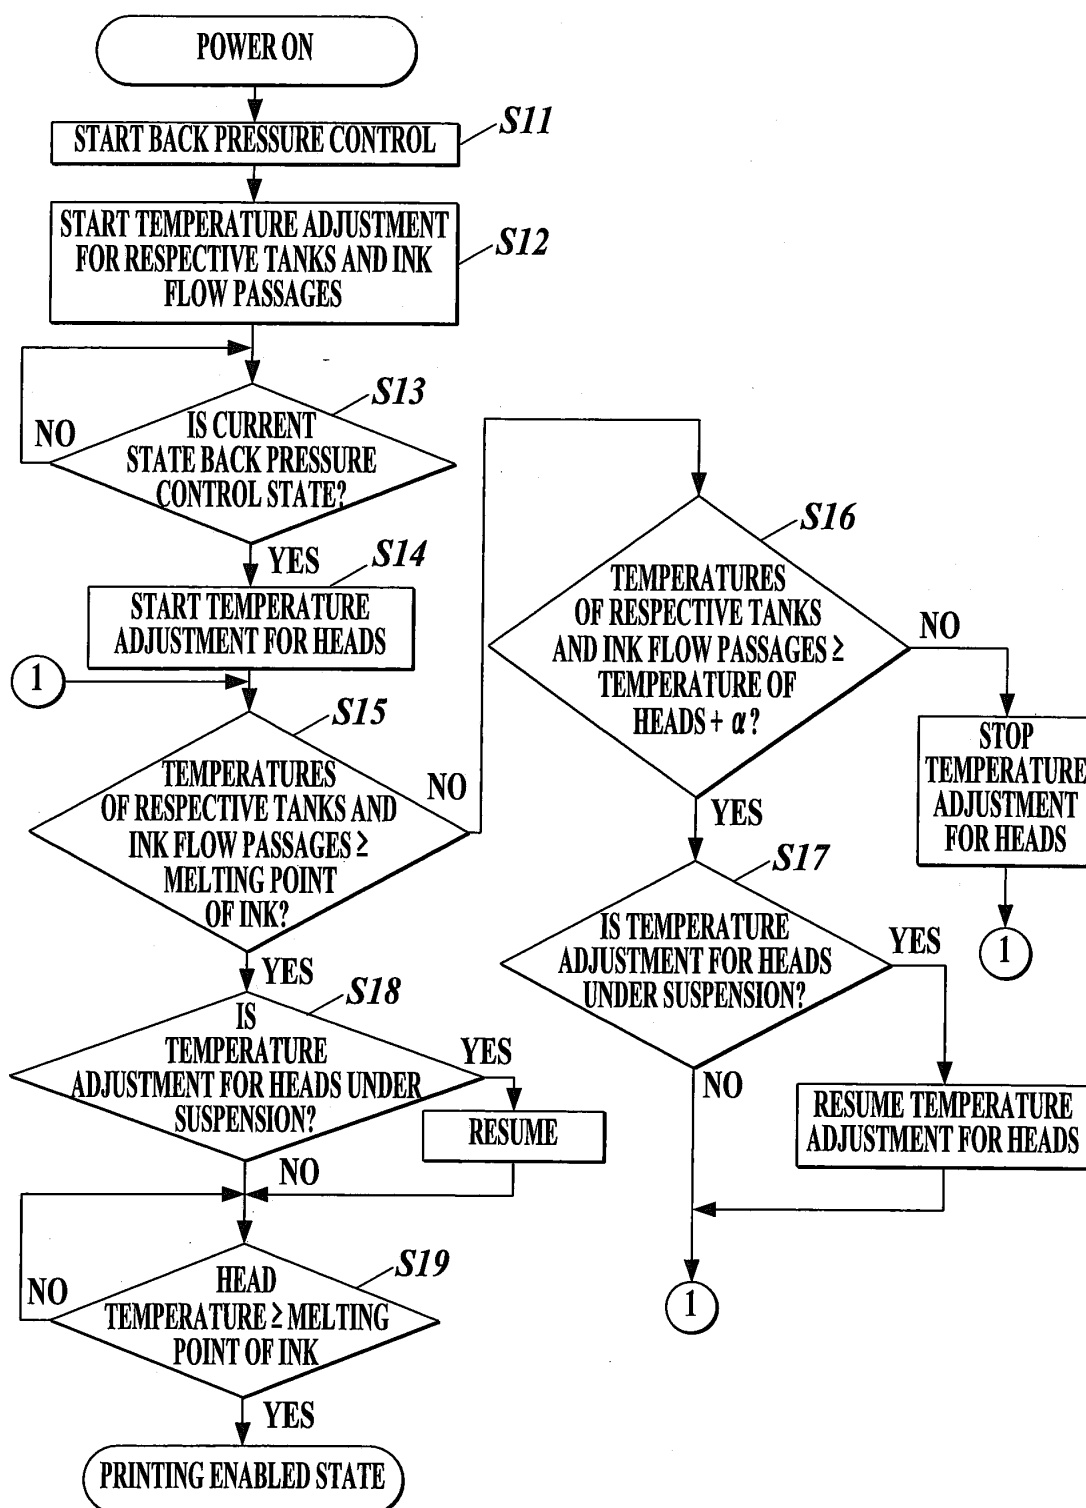 POWER ON
START BACK PRESSURE CONTROL
S11
START TEMPERATURE ADJUSTMENT
FOR RESPECTIVE TANKS AND INK
FLOW PASSAGES
S12
S13
IS CURRENT
STATE BACK PRESSURE
CONTROL STATE?
NO
YES
S14
START TEMPERATURE
ADJUSTMENT FOR HEADS
1
S15
TEMPERATURES
OF RESPECTIVE TANKS AND
INK FLOW PASSAGES ≥
MELTING POINT
OF INK?
NO
YES
S18
IS
TEMPERATURE
ADJUSTMENT FOR HEADS UNDER
SUSPENSION?
YES
RESUME
NO
S19
HEAD
TEMPERATURE ≥ MELTING
POINT OF INK
NO
YES
PRINTING ENABLED STATE
S16
TEMPERATURES
OF RESPECTIVE TANKS
AND INK FLOW PASSAGES ≥
TEMPERATURE OF
HEADS + α ?
NO
STOP
TEMPERATURE
ADJUSTMENT
FOR HEADS
1
YES
S17
IS TEMPERATURE
ADJUSTMENT FOR HEADS
UNDER SUSPENSION?
YES
RESUME TEMPERATURE
ADJUSTMENT FOR HEADS
NO
1